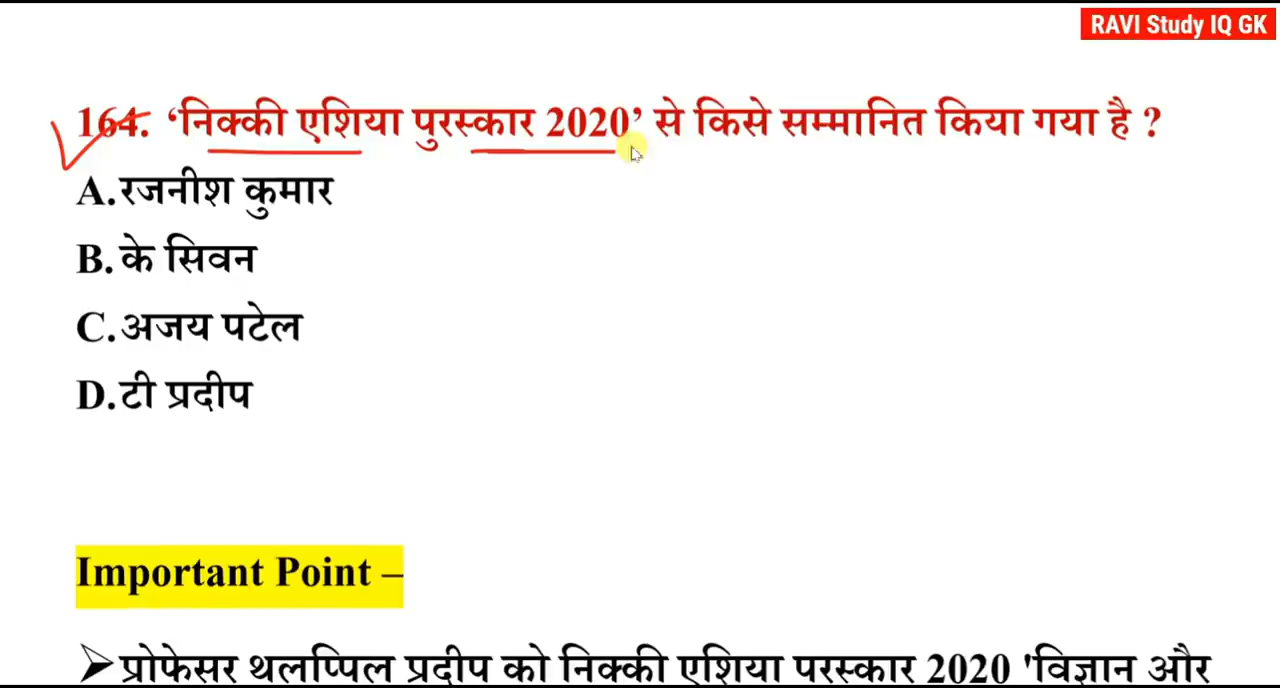 RAVI Study IQ GK
164. ‘निक्की एशिया पुरस्कार 2020’ से किसे सम्मानित किया गया है ?
A.रजनीश कुमार
B.के सिवन
C.अजय पटेल
D.टी प्रदीप
Important Point –
➤प्रोफेसर थलप्पिल प्रदीप को निक्की एशिया परस्कार 2020 'विज्ञान और